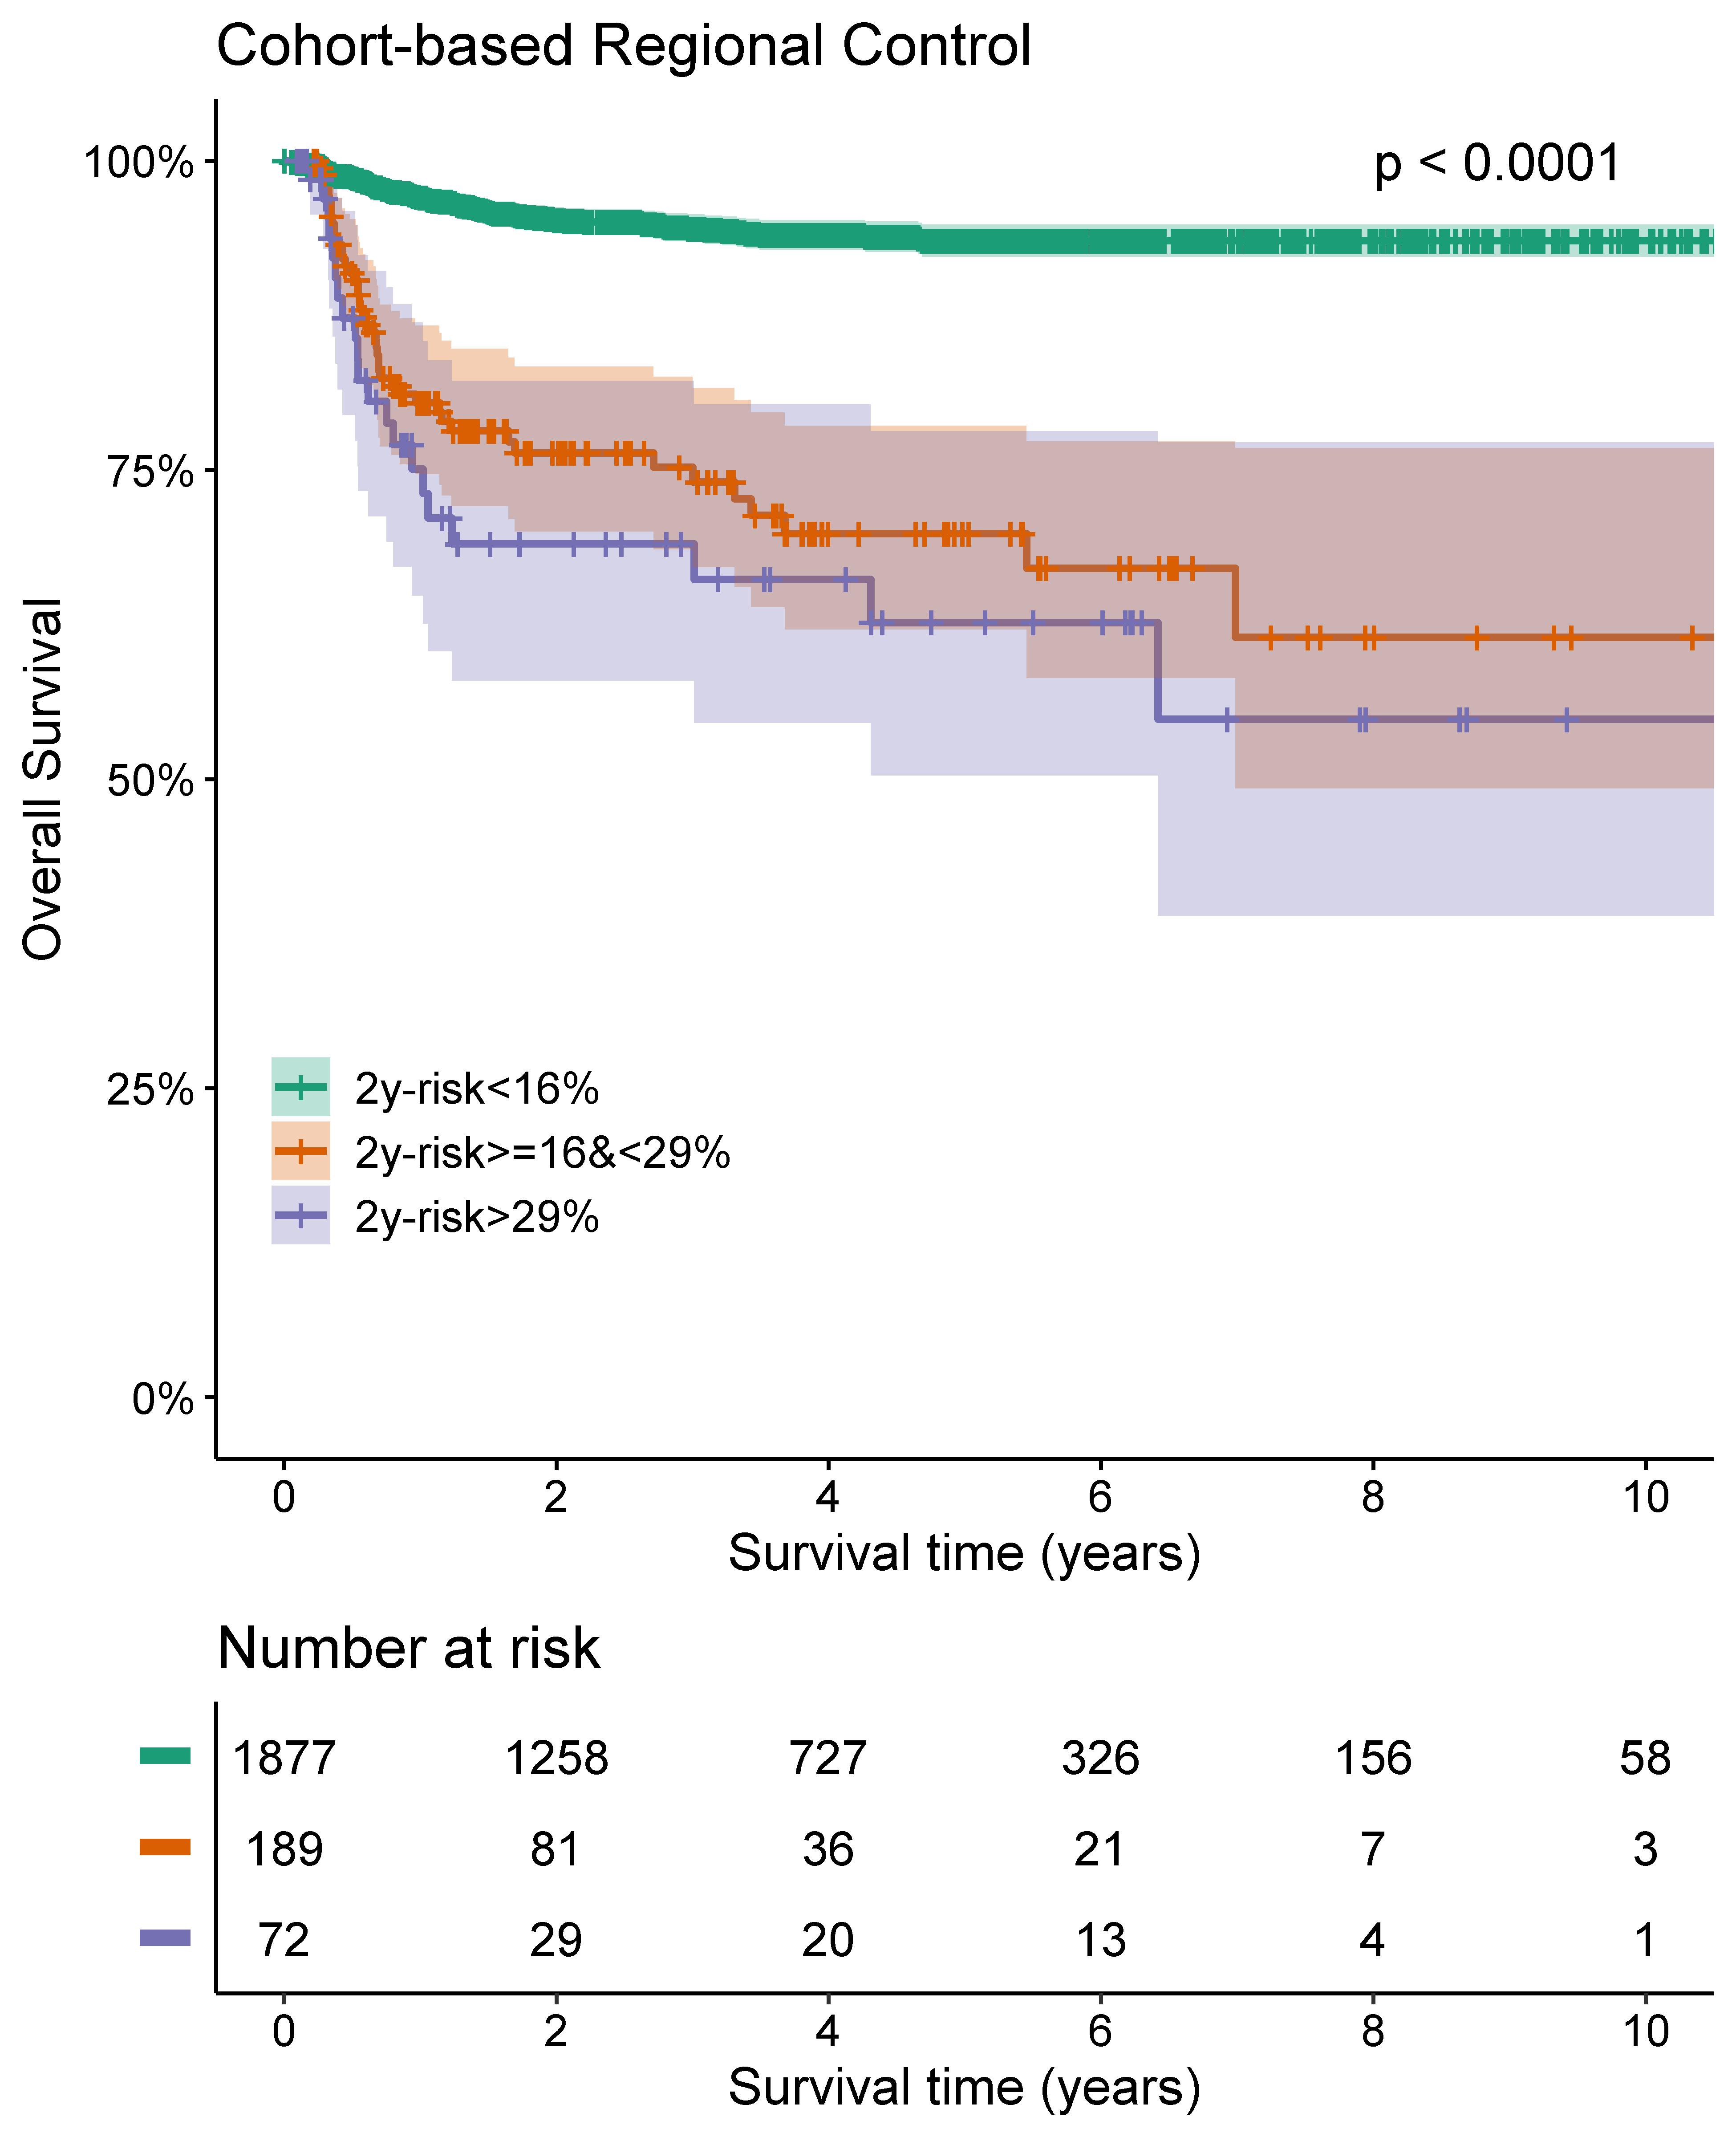 Cohort-based Regional Control
p < 0.0001
100%
75%
50%
25%
0%
Overall Survival
2y-risk<16%
2y-risk>=16&<29%
2y-risk>29%
0 2 4 6 8 10
Survival time (years)
Number at risk
1877 1258 727 326 156 58
189 81 36 21 7 3
72 29 20 13 4 1
0 2 4 6 8 10
Survival time (years)